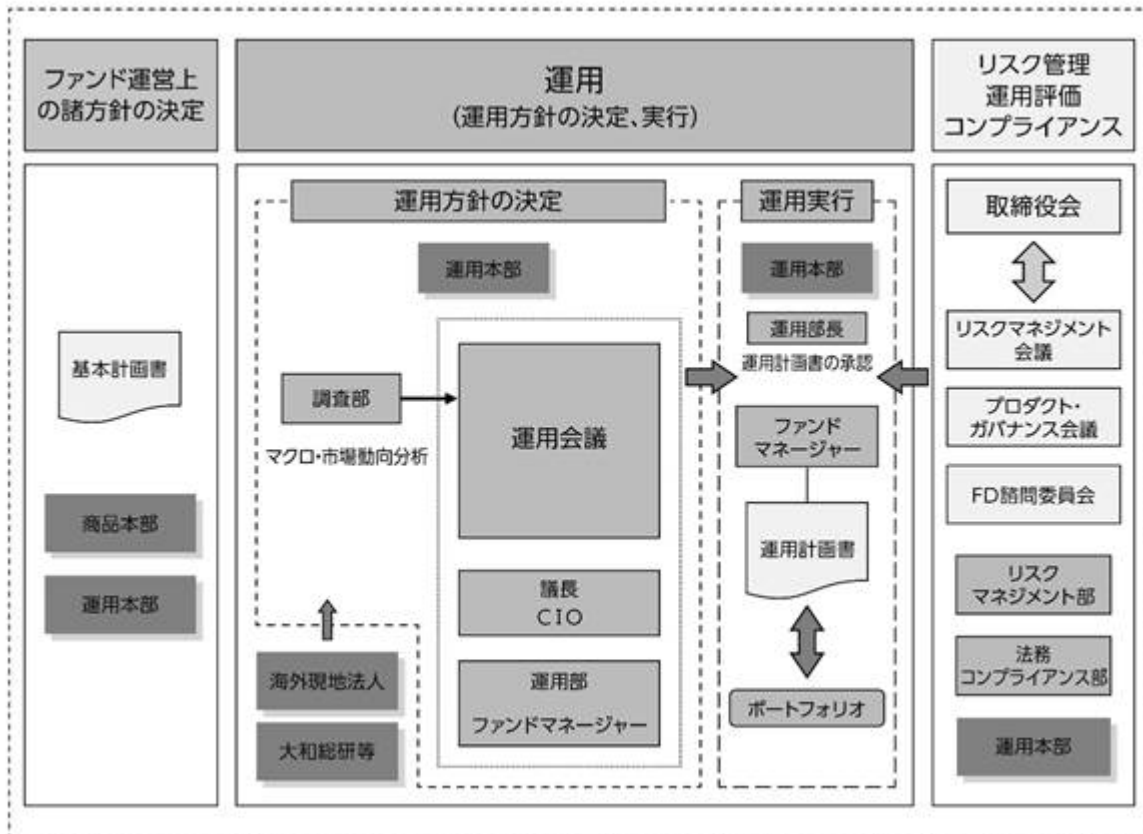 ファンド運営上
の諸方針の決定
運用
(運用方針の決定、実行)
リスク管理
運用評価
コンプライアンス
基本計画書
商品本部
運用本部
運用方針の決定
運用本部
調査部
マクロ・市場動向分析
運用会議
議長
CIO
運用部
ファンドマネージャー
海外現地法人
大和総研等
運用実行
運用本部
運用部長
運用計画書の承認
ファンド
マネージャー
運用計画書
ポートフォリオ
取締役会
リスクマネジメント
会議
プロダクト・
ガバナンス会議
FD諮問委員会
リスク
マネジメント部
法務
コンプライアンス部
運用本部